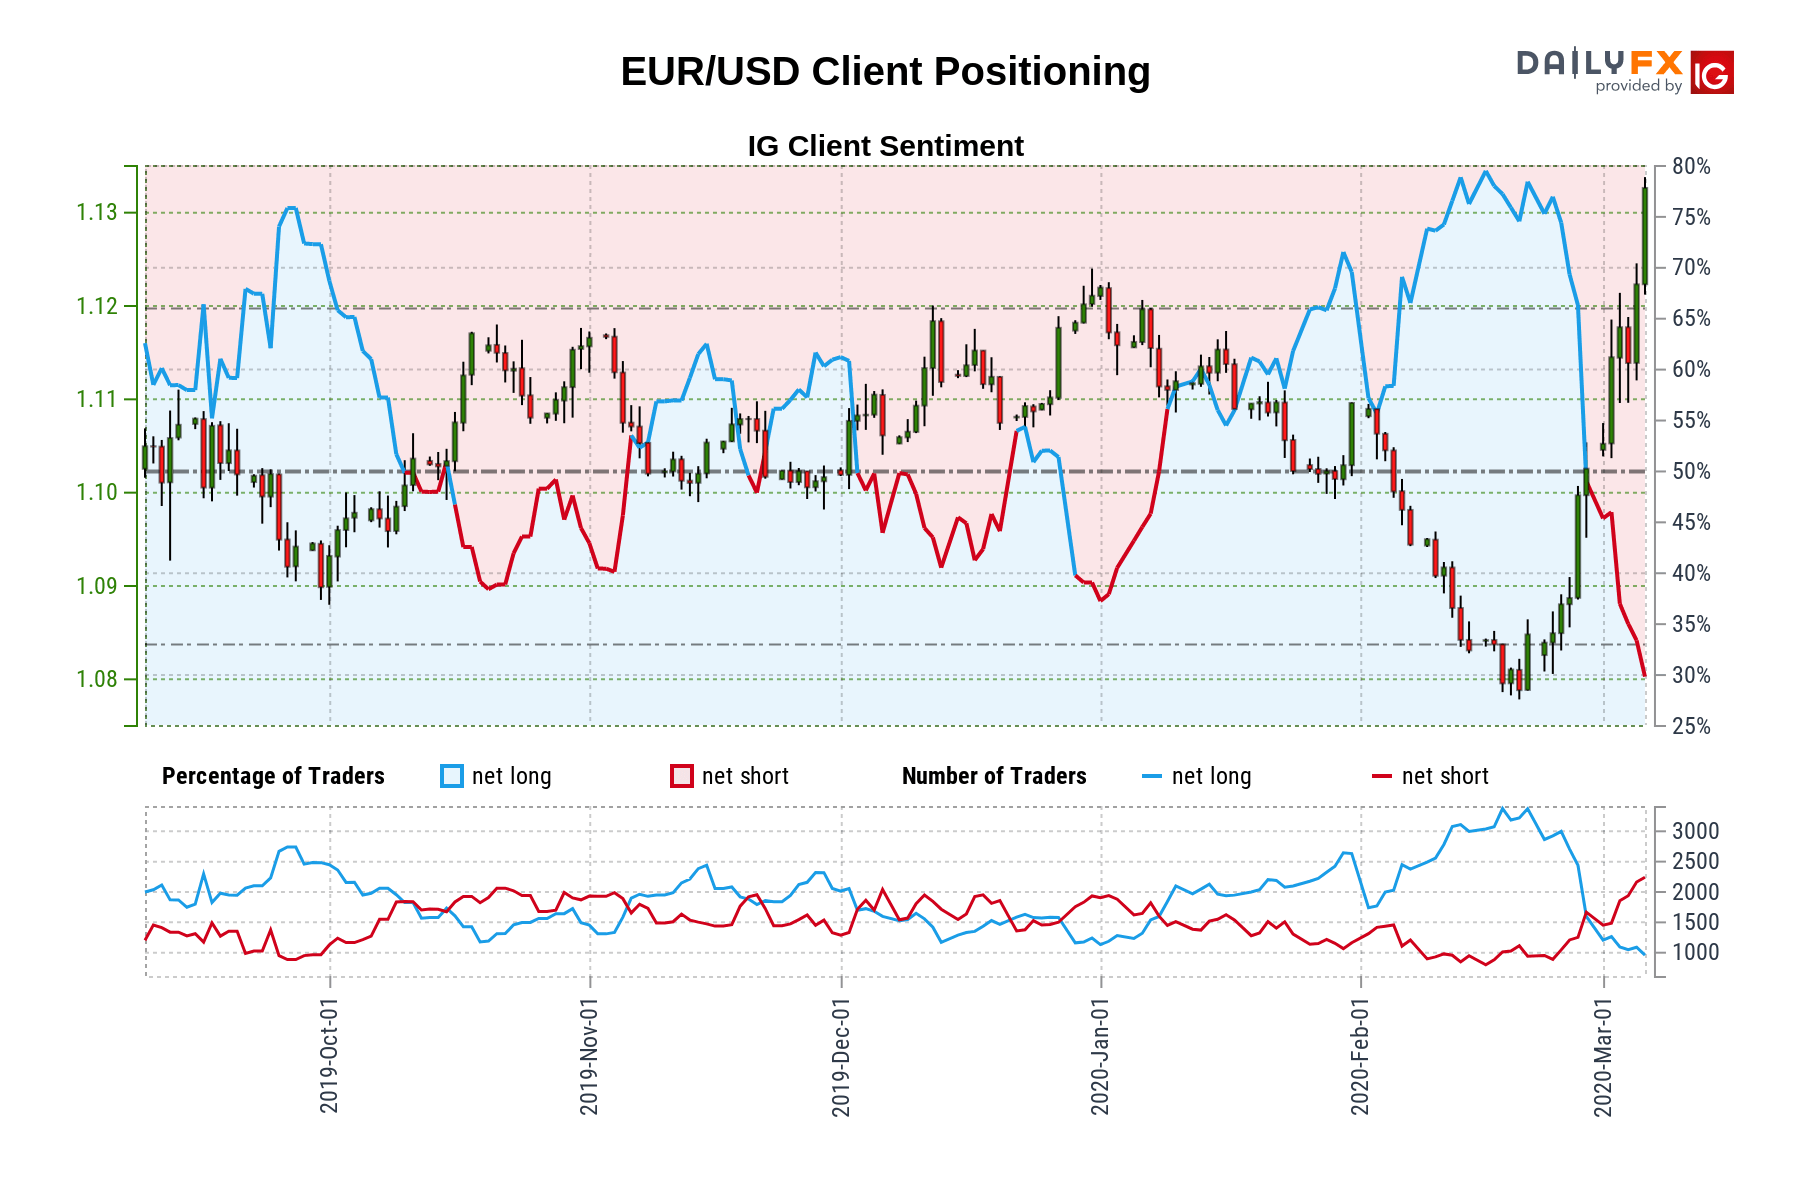 EUR/USD Client Positioning
DAILYFX
provided by
IG
IG Client Sentiment
1.13
1.12
1.11
1.10
1.09
1.08
80%
75%
70%
65%
60%
55%
50%
45%
40%
35%
30%
25%
Percentage of Traders net long net short Number of Traders net long net short
3000
2500
2000
1500
1000
2019-Oct-01
2019-Nov-01
2019-Dec-01
2020-Jan-01
2020-Feb-01
2020-Mar-01